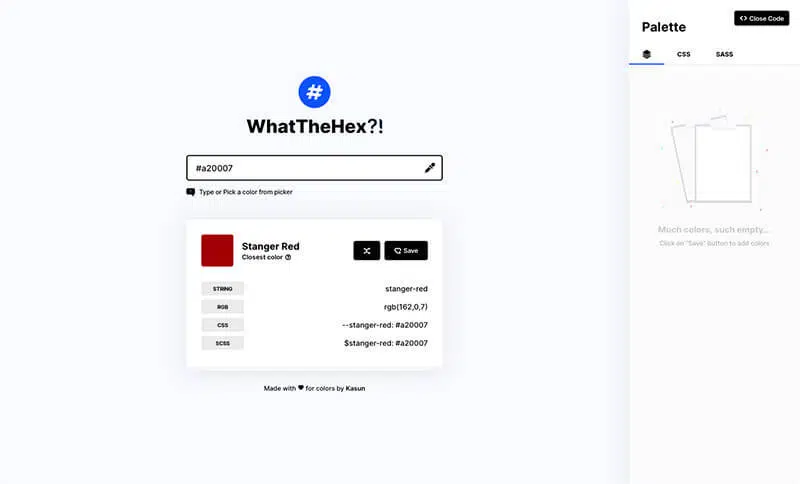 #
WhatTheHex?!
#a20007
Type or Pick a color from picker
Stanger Red
Closest color ?
Save
STRING stanger-red
RGB rgb(162,0,7)
CSS --stanger-red: #a20007
SCSS $stanger-red: #a20007
Made with ♥ for colors by Kasun
Palette
<> Close Code
CSS SASS
Much colors, such empty...
Click on "Save" button to add colors